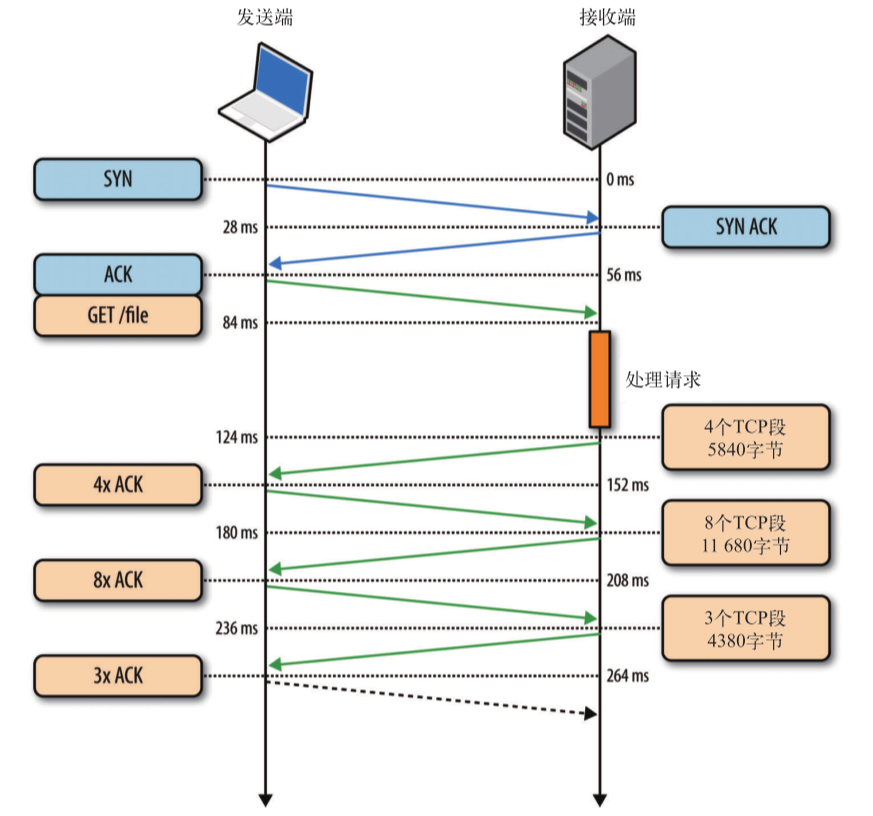 发送端
接收端
SYN
0 ms
28 ms
SYN ACK
ACK
56 ms
GET /file
84 ms
处理请求
124 ms
4个TCP段
5840字节
4x ACK
152 ms
180 ms
8个TCP段
11 680字节
8x ACK
208 ms
236 ms
3个TCP段
4380字节
3x ACK
264 ms